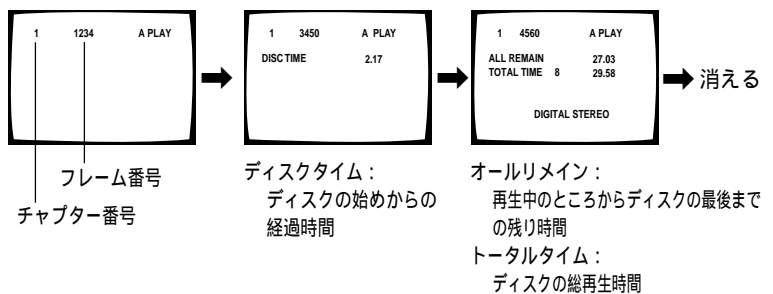 1 1234 A PLAY
フレーム番号
チャプター番号
1 3450 A PLAY
DISC TIME 2.17
ディスクタイム：
ディスクの始めからの
経過時間
1 4560 A PLAY
ALL REMAIN 27.03
TOTAL TIME 8 29.58
DIGITAL STEREO
消える
オールリメイン：
再生中のところからディスクの最後まで
の残り時間
トータルタイム：
ディスクの総再生時間